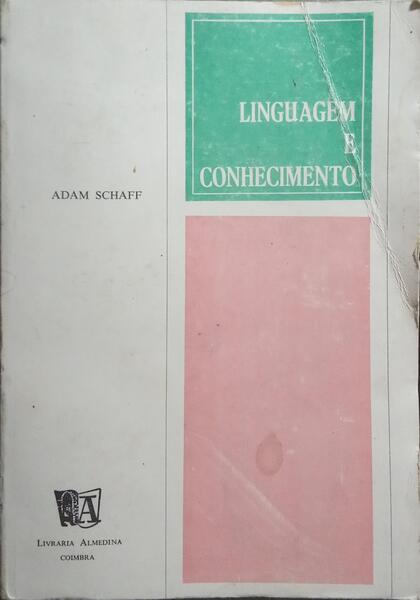 LINGUAGEM
E
CONHECIMENTO
ADAM SCHAFF
LIVRARIA ALMEDINA
COIMBRA